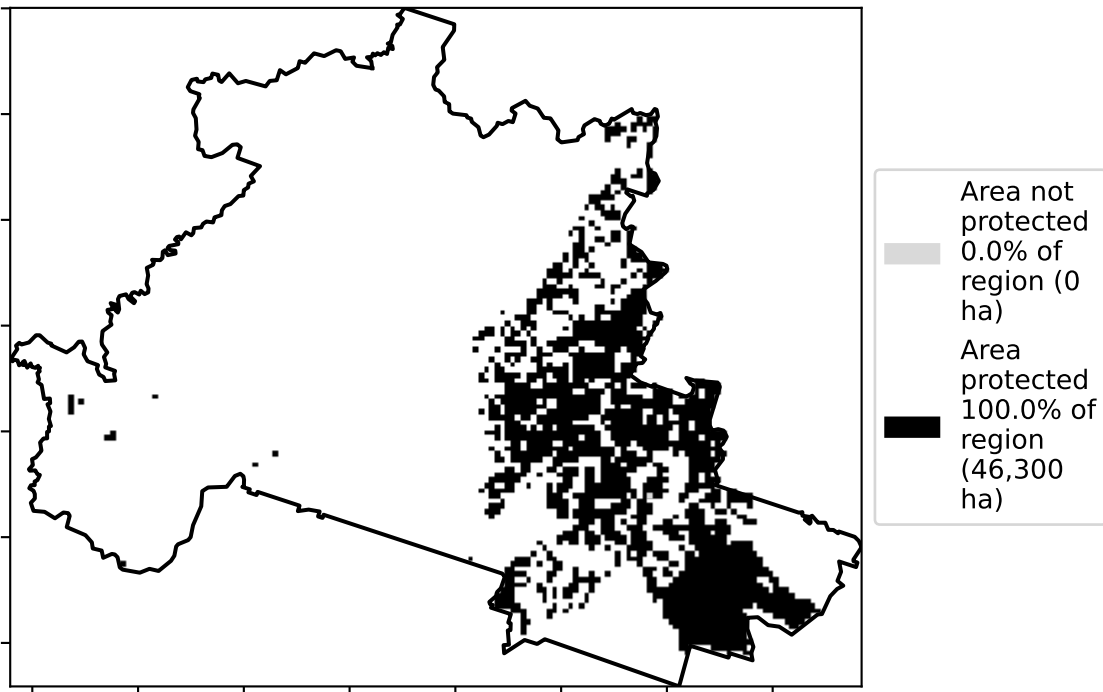 Area not
protected
0.0% of
region (0
ha)
Area
protected
100.0% of
region
(46,300
ha)